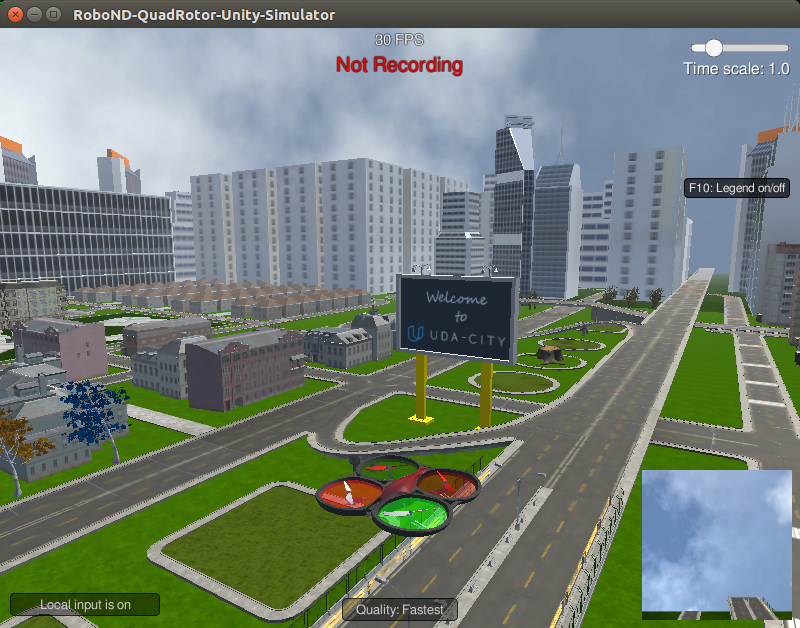 RoboND-QuadRotor-Unity-Simulator
30 FPS
Not Recording
Time scale: 1.0
F10: Legend on/off
Welcome
to
UDA-CITY
Local input is on
Quality: Fastest